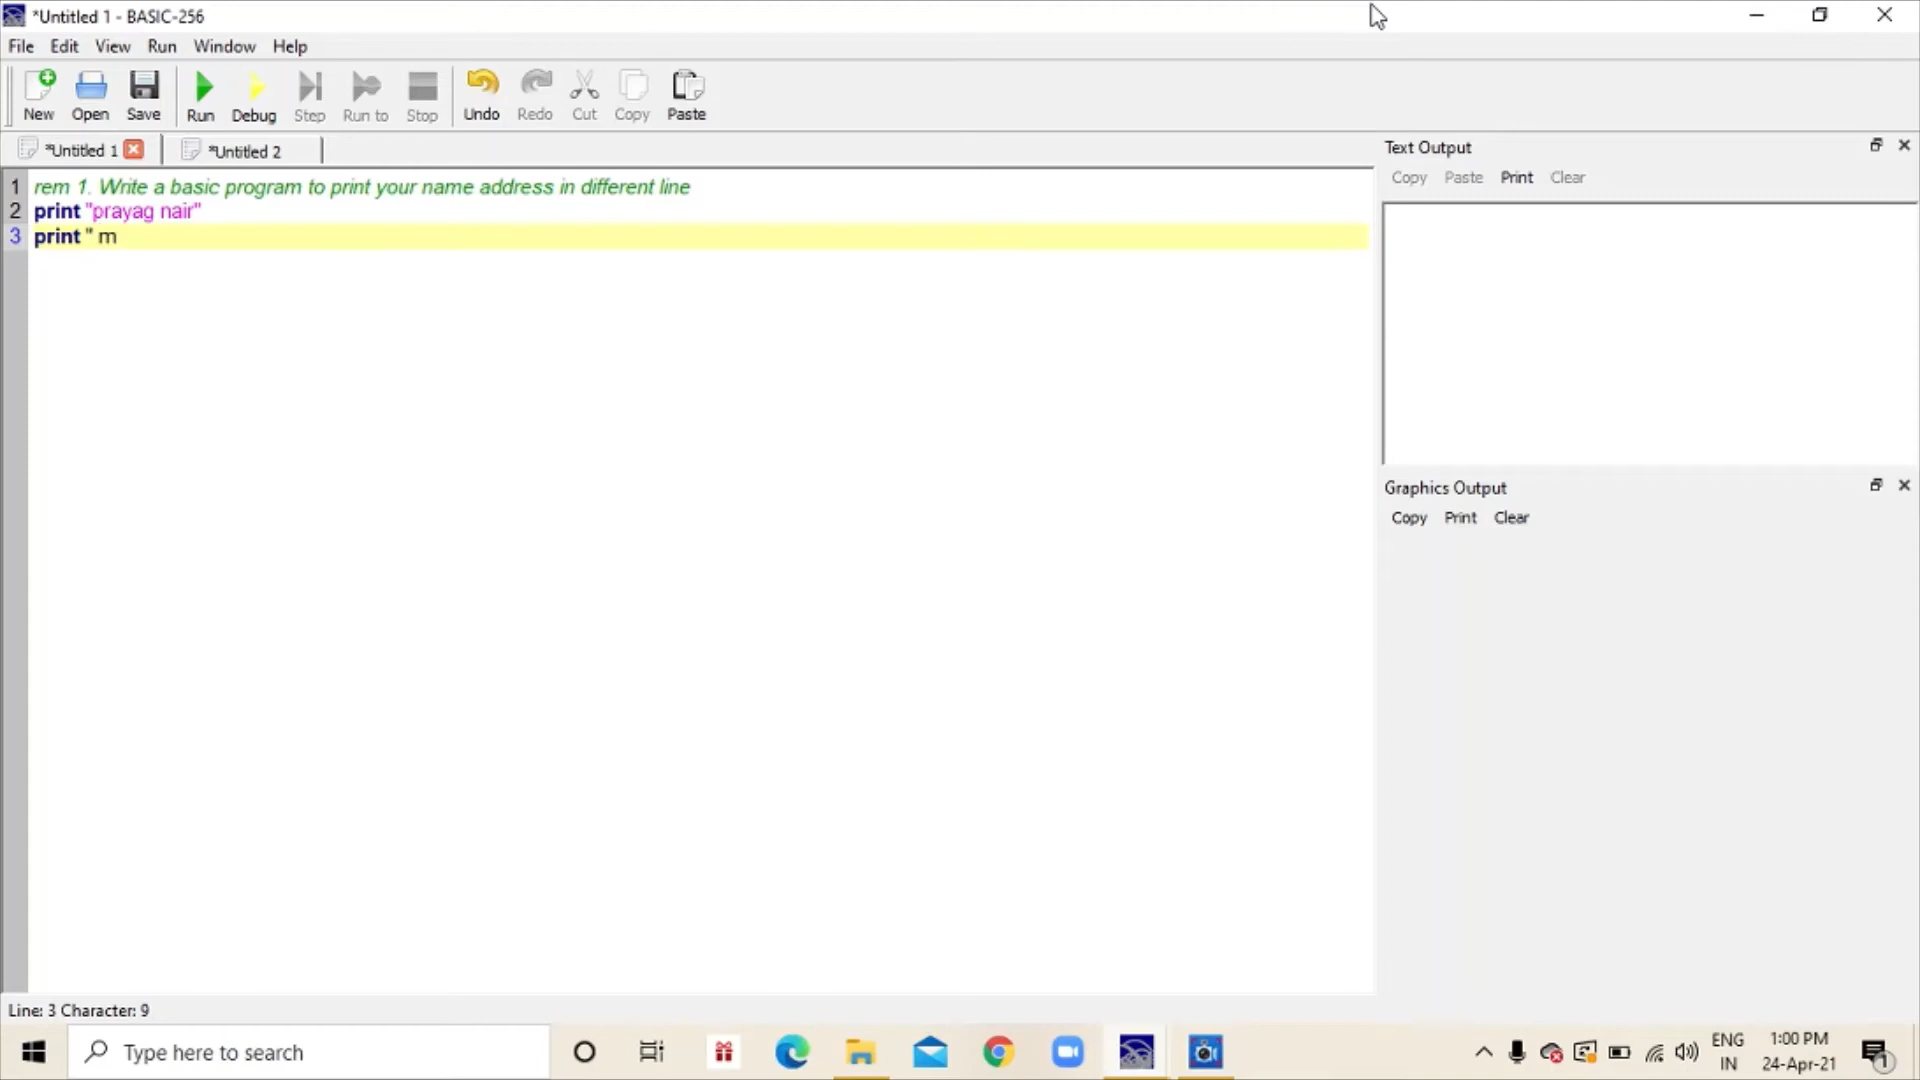 *Untitled 1 - BASIC-256
File Edit View Run Window Help
New Open Save Run Debug Step Run to Stop Undo Redo Cut Copy Paste
*Untitled 1 *Untitled 2
1 rem 1. Write a basic program to print your name address in different line
2 print "prayag nair"
3 print " m
Text Output
Copy Paste Print Clear
Graphics Output
Copy Print Clear
Line: 3 Character: 9
Type here to search
ENG
IN
1:00 PM
24-Apr-21
1